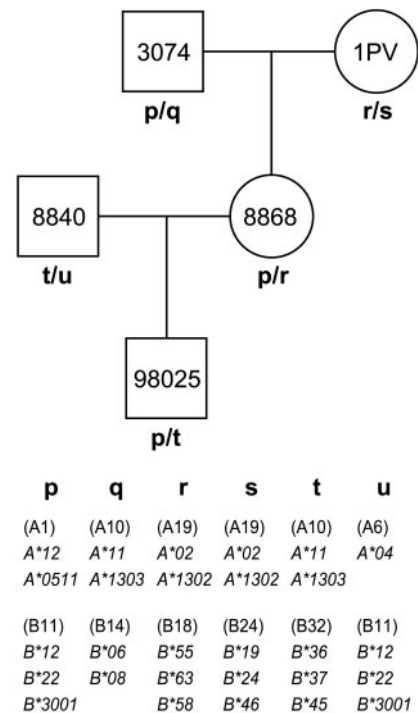 3074 1PV
p/q r/s
8840 8868
t/u p/r
98025
p/t
p q r s t u
(A1) (A10) (A19) (A19) (A10) (A6)
A*12 A*11 A*02 A*02 A*11 A*04
A*0511 A*1303 A*1302 A*1302 A*1303
(B11) (B14) (B18) (B24) (B32) (B11)
B*12 B*06 B*55 B*19 B*36 B*12
B*22 B*08 B*63 B*24 B*37 B*22
B*3001 B*58 B*46 B*45 B*3001